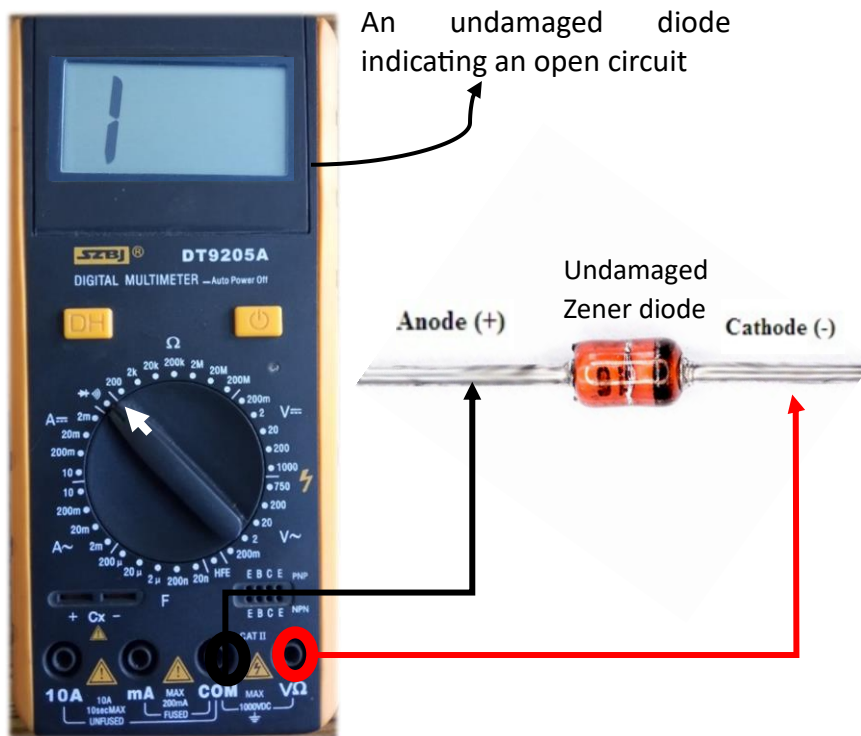 An undamaged diode
indicating an open circuit
1
SZBJ ® DT9205A
DIGITAL MULTIMETER —Auto Power Off
DH
Ω
200 2k 20k 200k 2M 20M 200M
A 2m 20m 200m 10
200m 2 20 200 1000 V
10 200m 20m 2m A~
750 200 20 2 200m V~
200μ 20μ 2μ 200n 20n F
HFE
E B C E PNP
E B C E NPN
+ Cx −
CAT II
10A mA COM VΩ
10A
10secMAX
UNFUSED
MAX
200mA
FUSED
MAX
1000VDC
Undamaged
Zener diode
Anode (+)
Cathode (-)